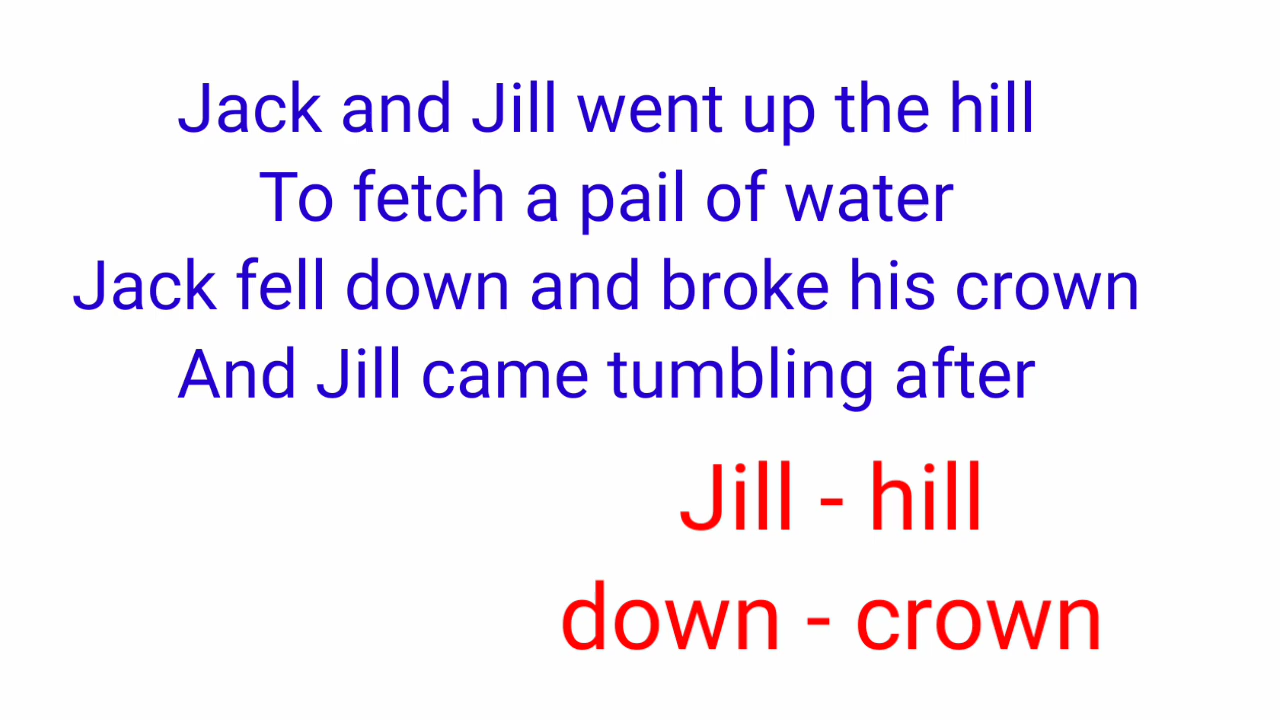 Jack and Jill went up the hill
To fetch a pail of water
Jack fell down and broke his crown
And Jill came tumbling after
Jill - hill
down - crown